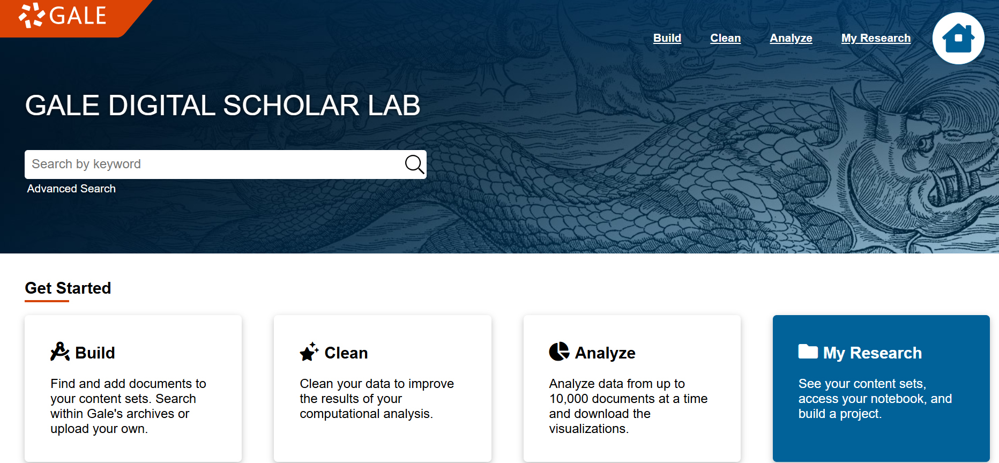 GALE
Build
Clean
Analyze
My Research
GALE DIGITAL SCHOLAR LAB
Search by keyword
Advanced Search
Get Started
Build
Find and add documents to
your content sets. Search
within Gale's archives or
upload your own.
Clean
Clean your data to improve
the results of your
computational analysis.
Analyze
Analyze data from up to
10,000 documents at a time
and download the
visualizations.
My Research
See your content sets,
access your notebook, and
build a project.